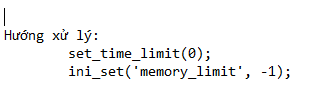 Hướng xử lý:
set_time_limit(0);
ini_set('memory_limit', -1);